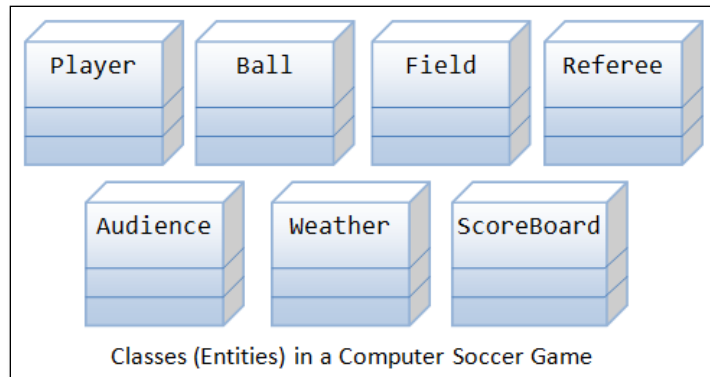 Player Ball Field Referee
Audience Weather ScoreBoard
Classes (Entities) in a Computer Soccer Game